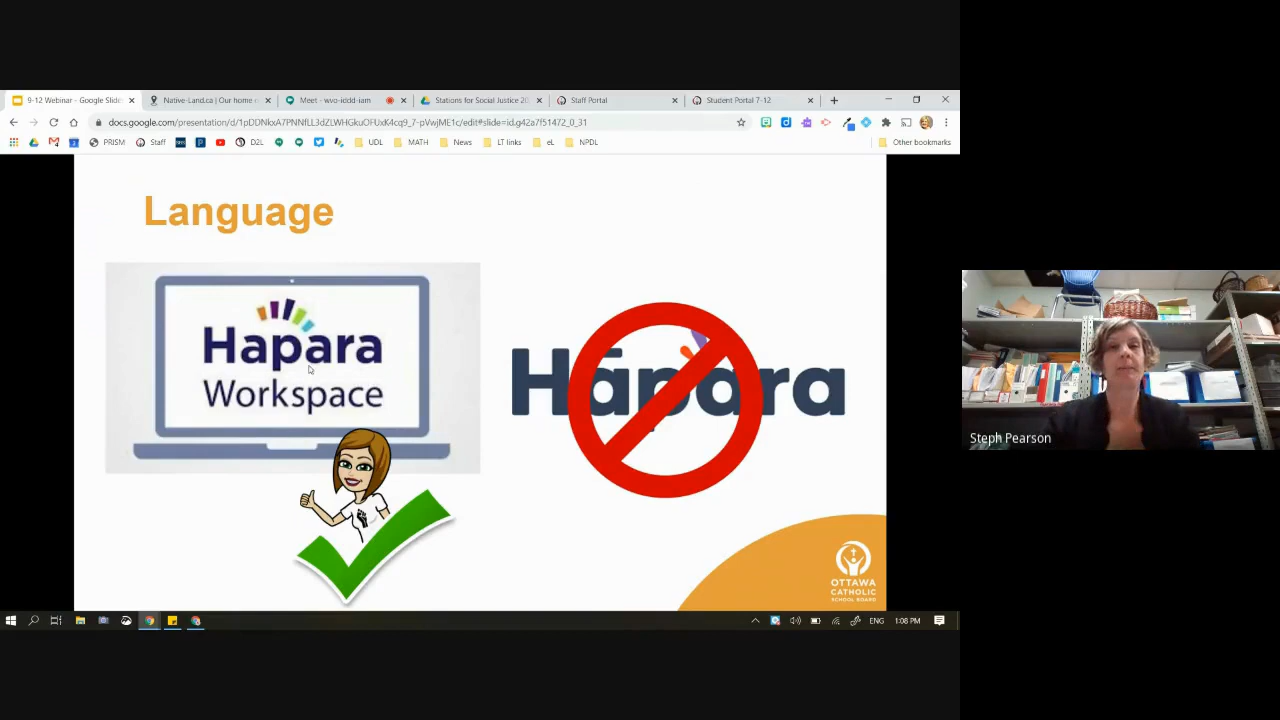 9-12 Webinar - Google Slide
Native-Land.ca | Our home o
Meet - wvo-iddd-iam
Stations for Social Justice 20
Staff Portal
Student Portal 7-12
docs.google.com/presentation/d/1pDDNkxA7PNNfLL3dZLWHGkuOFUxK4cq9_7-pVwjME1c/edit#slide=id.g42a7f51472_0_31
PRISM
Staff
D2L
UDL
MATH
News
LT links
eL
NPDL
Other bookmarks
Language
Hapara
Workspace
Hāpara
Steph Pearson
OTTAWA
CATHOLIC
SCHOOL BOARD
ENG
1:08 PM